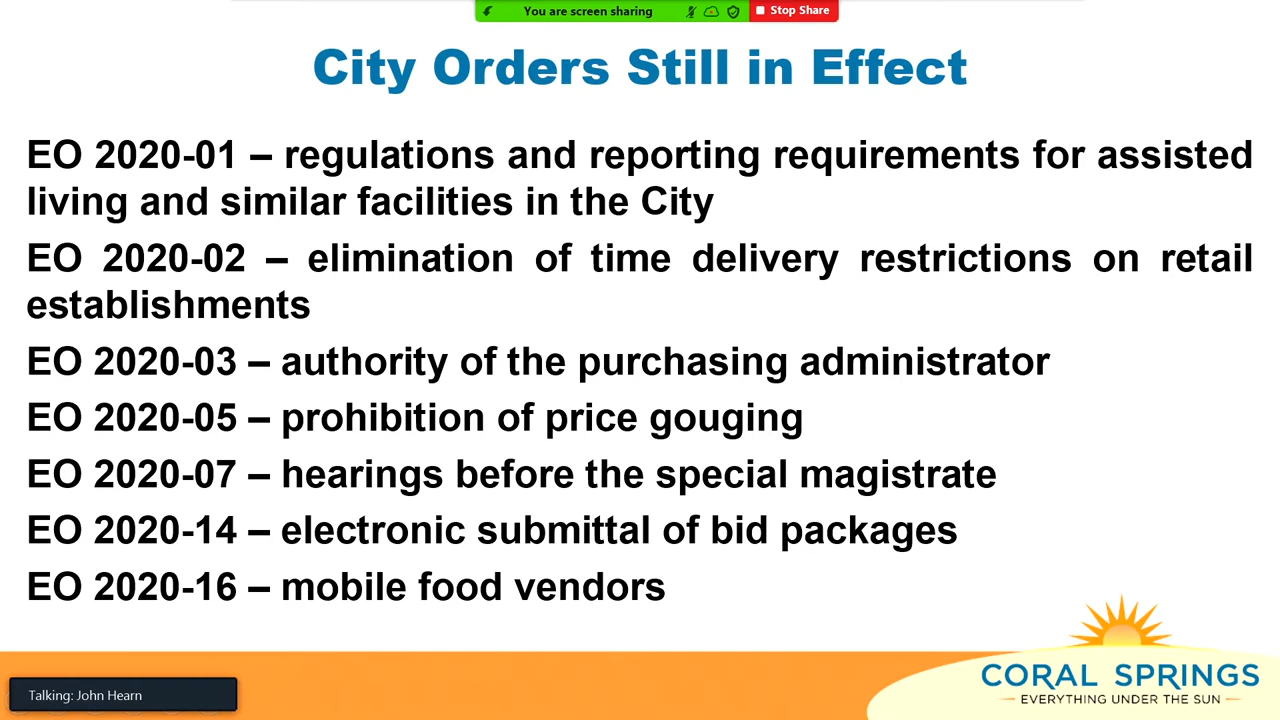 You are screen sharing
Stop Share
City Orders Still in Effect
EO 2020-01 – regulations and reporting requirements for assisted
living and similar facilities in the City
EO 2020-02 – elimination of time delivery restrictions on retail
establishments
EO 2020-03 – authority of the purchasing administrator
EO 2020-05 – prohibition of price gouging
EO 2020-07 – hearings before the special magistrate
EO 2020-14 – electronic submittal of bid packages
EO 2020-16 – mobile food vendors
Talking: John Hearn
CORAL SPRINGS
EVERYTHING UNDER THE SUN